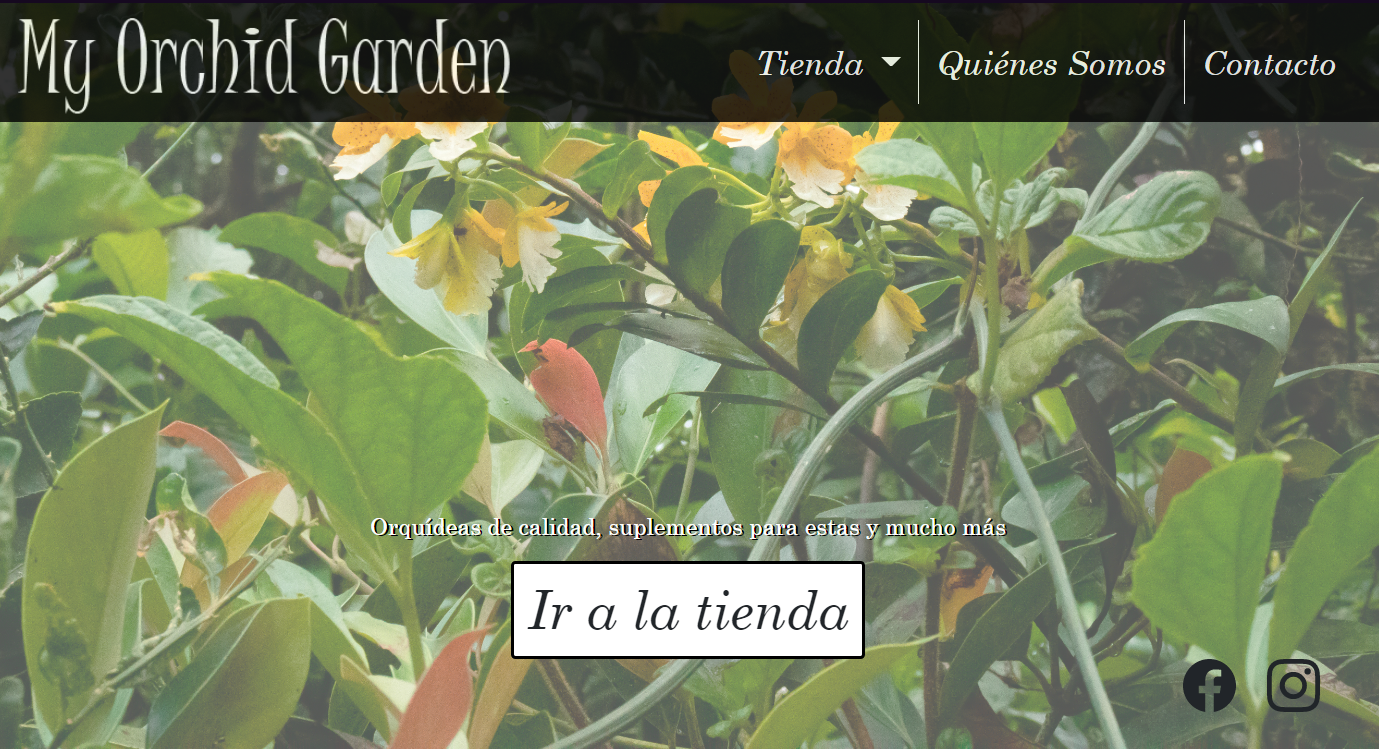 My Orchid Garden
Tienda
Quiénes Somos
Contacto
Orquídeas de calidad, suplementos para estas y mucho más
Ir a la tienda